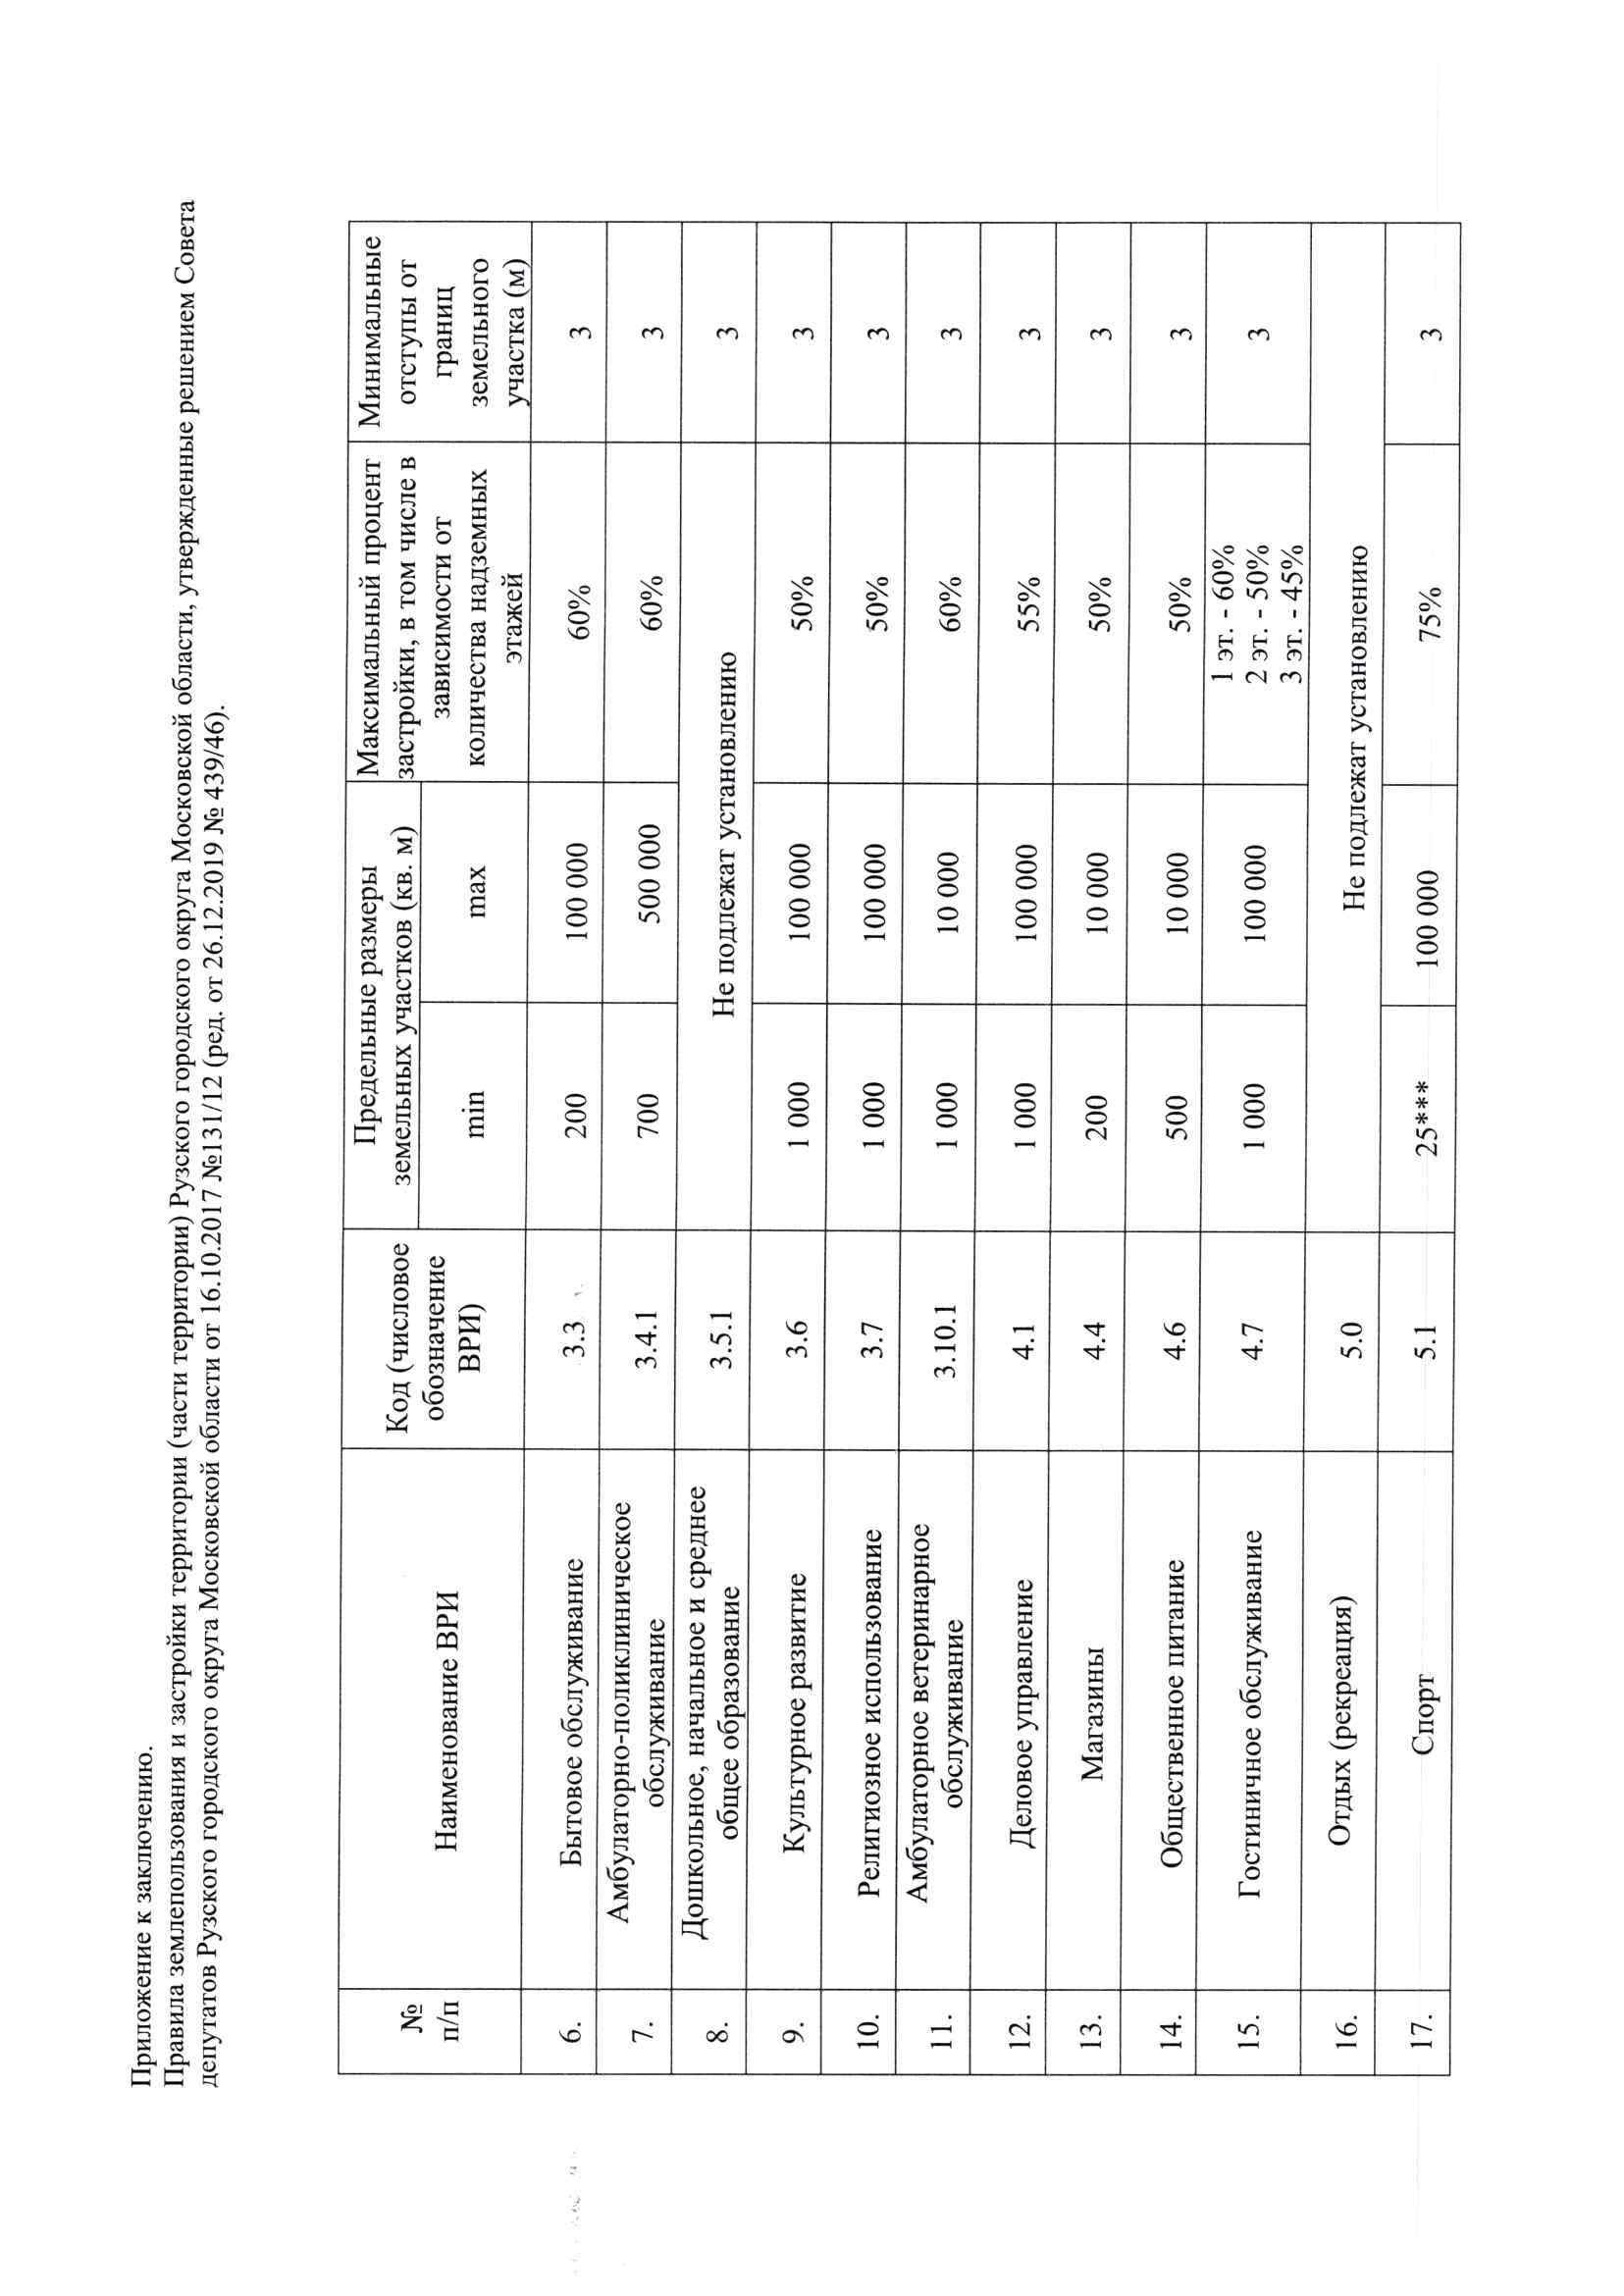 Приложение к заключению.
Правила землепользования и застройки территории (части территории) Рузского городского округа Московской области, утвержденные решением Совета
депутатов Рузского городского округа Московской области от 16.10.2017 №131/12 (ред. от 26.12.2019 № 439/46).
№
п/п
Наименование ВРИ
Код (числовое
обозначение
ВРИ)
Предельные размеры
земельных участков (кв. м)
min
max
Максимальный процент
застройки, в том числе в
зависимости от
количества надземных
этажей
Минимальные
отступы от
границ
земельного
участка (м)
6. Бытовое обслуживание 3.3 200 100 000 60% 3
7. Амбулаторно-поликлиническое
обслуживание 3.4.1 700 500 000 60% 3
8. Дошкольное, начальное и среднее
общее образование 3.5.1 Не подлежат установлению 3
9. Культурное развитие 3.6 1 000 100 000 50% 3
10. Религиозное использование 3.7 1 000 100 000 50% 3
11. Амбулаторное ветеринарное
обслуживание 3.10.1 1 000 10 000 60% 3
12. Деловое управление 4.1 1 000 100 000 55% 3
13. Магазины 4.4 200 10 000 50% 3
14. Общественное питание 4.6 500 10 000 50% 3
15. Гостиничное обслуживание 4.7 1 000 100 000 1 эт. - 60%
2 эт. - 50%
3 эт. - 45%
3
16. Отдых (рекреация) 5.0 Не подлежат установлению
17. Спорт 5.1 25*** 100 000 75% 3